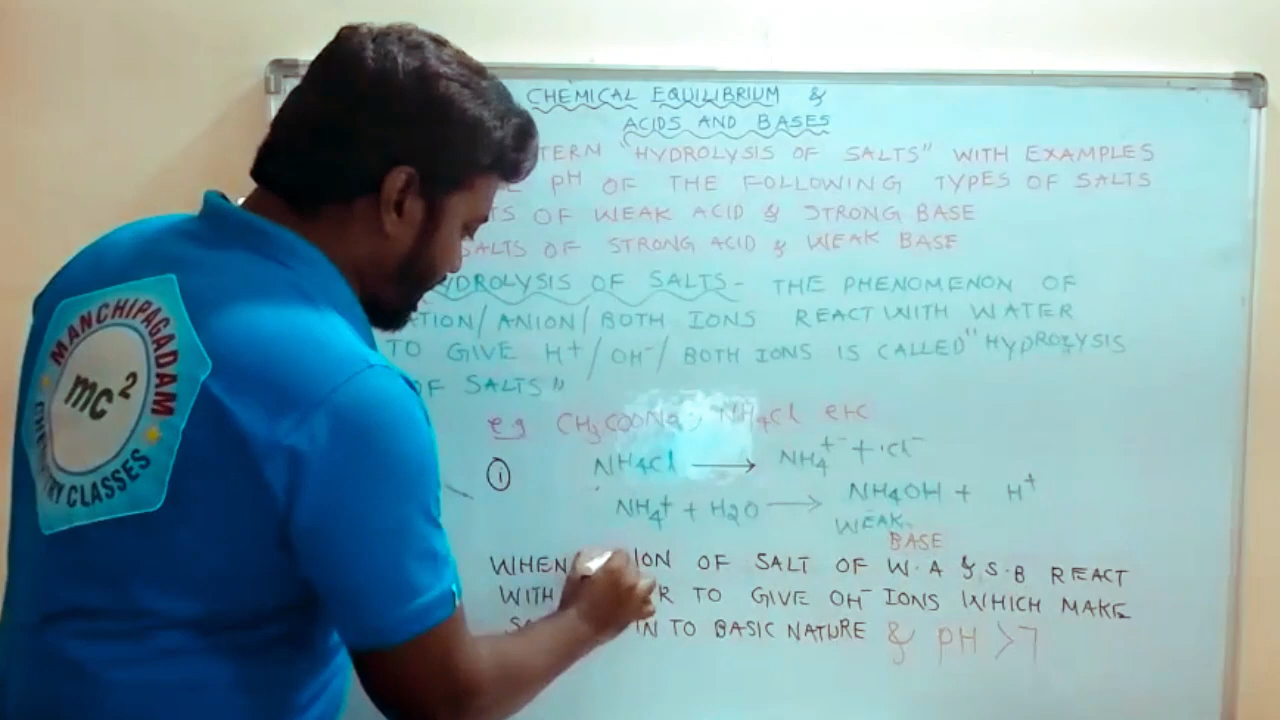 MANCHIPAGADAM
mc²
CHEMISTRY CLASSES
CHEMICAL EQUILIBRIUM &
ACIDS AND BASES
TERM "HYDROLYSIS OF SALTS" WITH EXAMPLES
PH OF THE FOLLOWING TYPES OF SALTS
OF WEAK ACID & STRONG BASE
SALTS OF STRONG ACID & WEAK BASE
YDROLYSIS OF SALTS - THE PHENOMENON OF
ATION/ANION/BOTH IONS REACT WITH WATER
TO GIVE H+/OH-/BOTH IONS IS CALLED "HYDROLYSIS
OF SALTS"
eg CH3COONa, NH4Cl etc
① NH4Cl → NH4+ + Cl-
NH4+ + H2O → NH4OH + H+
WEAK
BASE
WHEN ION OF SALT OF W.A & S.B REACT
WITH R TO GIVE OH- IONS WHICH MAKE
IN TO BASIC NATURE & PH >7